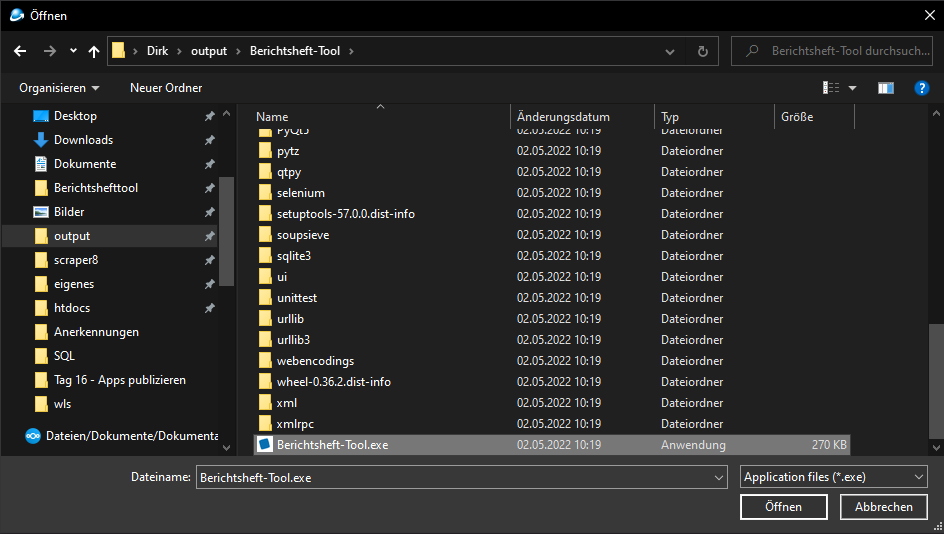 Öffnen
Dirk output Berichtsheft-Tool
Berichtsheft-Tool durchsuch...
Organisieren Neuer Ordner
Name Änderungsdatum Typ Größe
Desktop
Downloads
Dokumente
Berichtshefttool
Bilder
output
scraper8
eigenes
htdocs
Anerkennungen
SQL
Tag 16 - Apps publizieren
wls
Dateien/Dokumente/Dokumenta
PyQt5 02.05.2022 10:19 Dateiordner
pytz 02.05.2022 10:19 Dateiordner
qtpy 02.05.2022 10:19 Dateiordner
selenium 02.05.2022 10:19 Dateiordner
setuptools-57.0.0.dist-info 02.05.2022 10:19 Dateiordner
soupsieve 02.05.2022 10:19 Dateiordner
sqlite3 02.05.2022 10:19 Dateiordner
ui 02.05.2022 10:19 Dateiordner
unittest 02.05.2022 10:19 Dateiordner
urllib 02.05.2022 10:19 Dateiordner
urllib3 02.05.2022 10:19 Dateiordner
webencodings 02.05.2022 10:19 Dateiordner
wheel-0.36.2.dist-info 02.05.2022 10:19 Dateiordner
xml 02.05.2022 10:19 Dateiordner
xmlrpc 02.05.2022 10:19 Dateiordner
Berichtsheft-Tool.exe 02.05.2022 10:19 Anwendung 270 KB
Dateiname: Berichtsheft-Tool.exe Application files (*.exe)
Öffnen Abbrechen